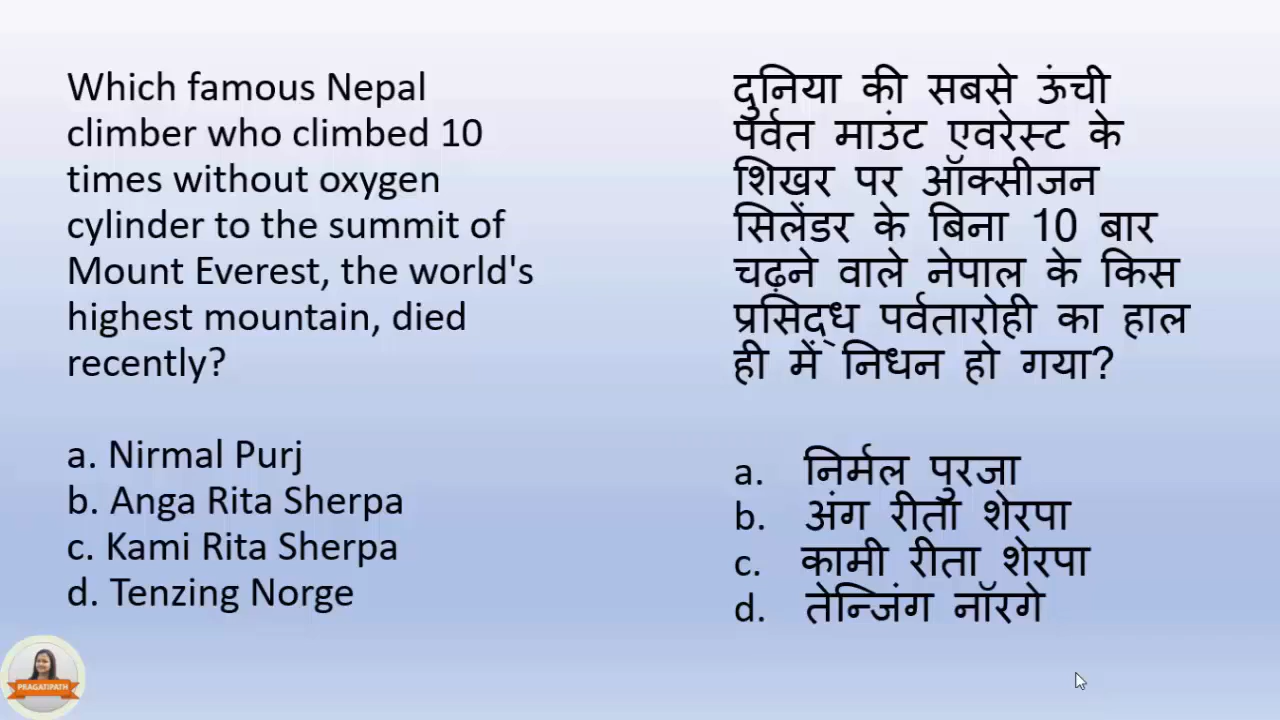 Which famous Nepal
climber who climbed 10
times without oxygen
cylinder to the summit of
Mount Everest, the world's
highest mountain, died
recently?
a. Nirmal Purj
b. Anga Rita Sherpa
c. Kami Rita Sherpa
d. Tenzing Norge
दुनिया की सबसे ऊंची
पर्वत माउंट एवरेस्ट के
शिखर पर ऑक्सीजन
सिलेंडर के बिना 10 बार
चढ़ने वाले नेपाल के किस
प्रसिद्ध पर्वतारोही का हाल
ही में निधन हो गया?
a. निर्मल पुरजा
b. अंग रीता शेरपा
c. कामी रीता शेरपा
d. तेन्जिंग नॉरगे
PRAGATIPATH